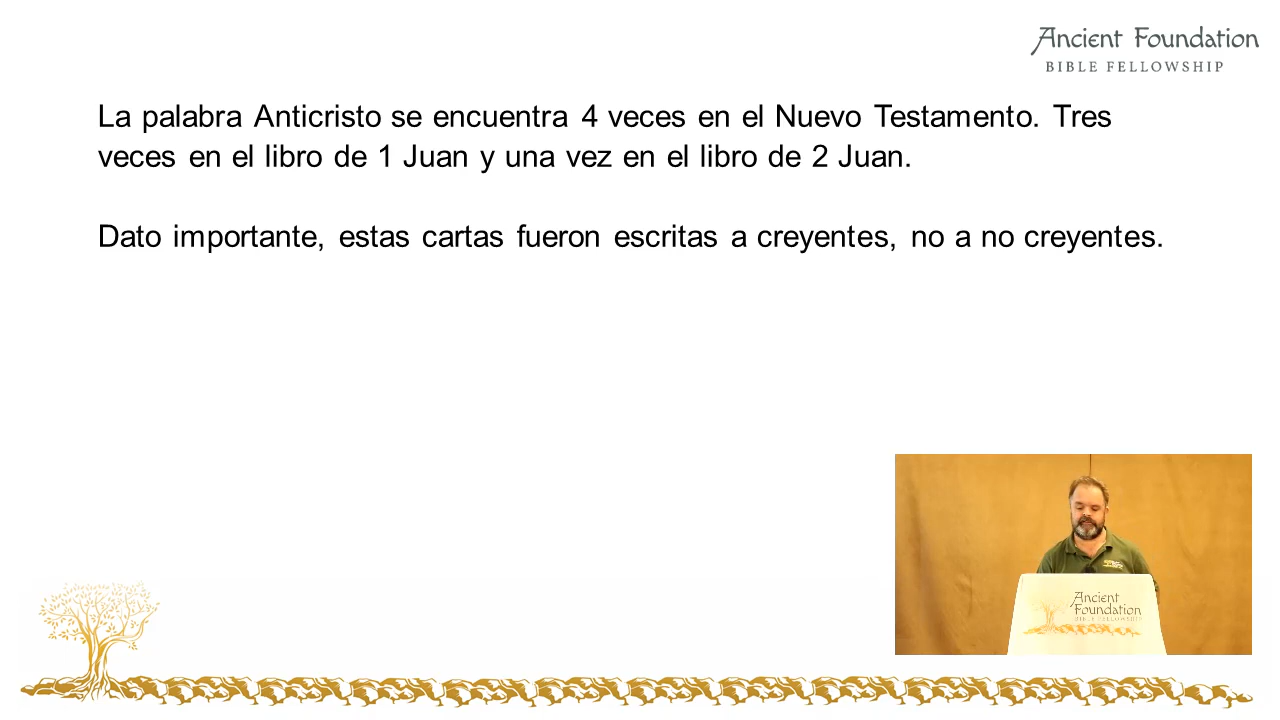 Ancient Foundation
BIBLE FELLOWSHIP
La palabra Anticristo se encuentra 4 veces en el Nuevo Testamento. Tres
veces en el libro de 1 Juan y una vez en el libro de 2 Juan.
Dato importante, estas cartas fueron escritas a creyentes, no a no creyentes.
Ancient
Foundation
BIBLE FELLOWSHIP